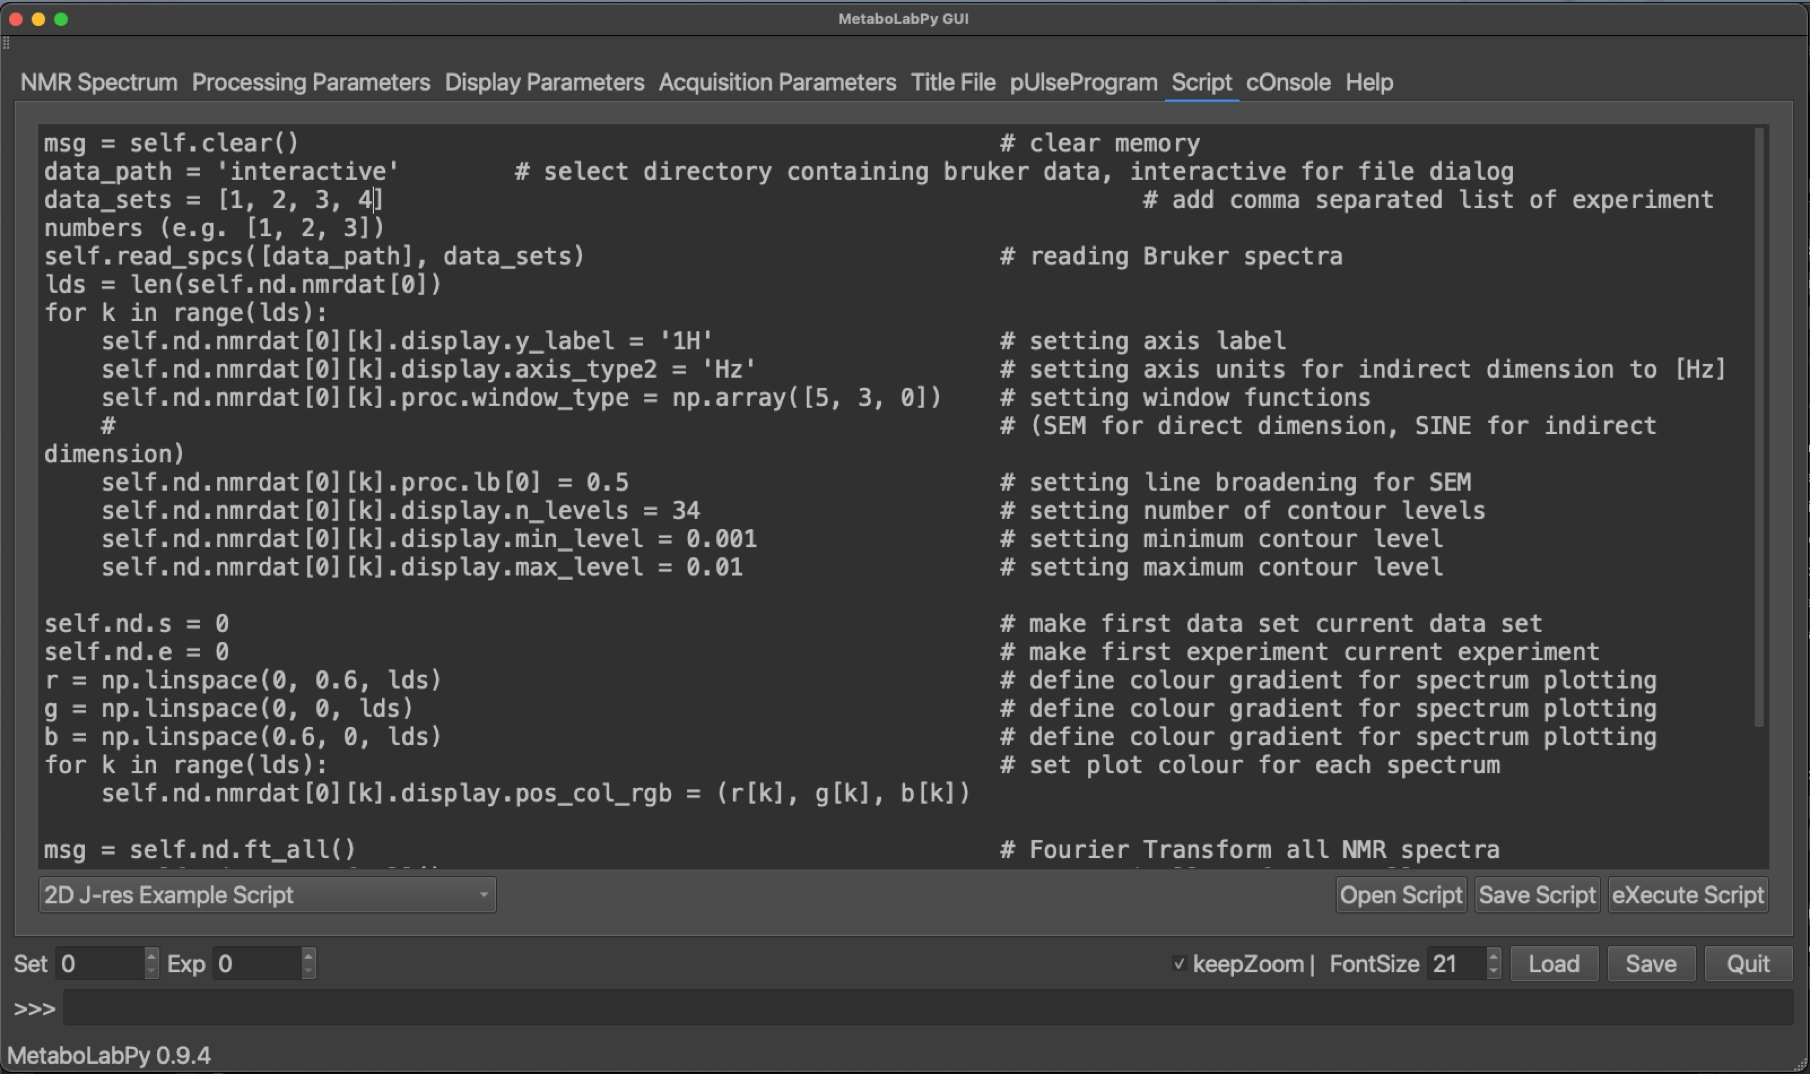 MetaboLabPy GUI
NMR Spectrum Processing Parameters Display Parameters Acquisition Parameters Title File pUlseProgram Script cOnsole Help
msg = self.clear() # clear memory
data_path = 'interactive' # select directory containing bruker data, interactive for file dialog
data_sets = [1, 2, 3, 4] # add comma separated list of experiment
numbers (e.g. [1, 2, 3])
self.read_spcs([data_path], data_sets) # reading Bruker spectra
lds = len(self.nd.nmrdat[0])
for k in range(lds):
    self.nd.nmrdat[0][k].display.y_label = '1H' # setting axis label
    self.nd.nmrdat[0][k].display.axis_type2 = 'Hz' # setting axis units for indirect dimension to [Hz]
    self.nd.nmrdat[0][k].proc.window_type = np.array([5, 3, 0]) # setting window functions
    # # (SEM for direct dimension, SINE for indirect
dimension)
    self.nd.nmrdat[0][k].proc.lb[0] = 0.5 # setting line broadening for SEM
    self.nd.nmrdat[0][k].display.n_levels = 34 # setting number of contour levels
    self.nd.nmrdat[0][k].display.min_level = 0.001 # setting minimum contour level
    self.nd.nmrdat[0][k].display.max_level = 0.01 # setting maximum contour level
self.nd.s = 0 # make first data set current data set
self.nd.e = 0 # make first experiment current experiment
r = np.linspace(0, 0.6, lds) # define colour gradient for spectrum plotting
g = np.linspace(0, 0, lds) # define colour gradient for spectrum plotting
b = np.linspace(0.6, 0, lds) # define colour gradient for spectrum plotting
for k in range(lds): # set plot colour for each spectrum
    self.nd.nmrdat[0][k].display.pos_col_rgb = (r[k], g[k], b[k])
msg = self.nd.ft_all() # Fourier Transform all NMR spectra
2D J-res Example Script Open Script Save Script eXecute Script
Set 0 Exp 0 keepZoom | FontSize 21 Load Save Quit
>>>
MetaboLabPy 0.9.4